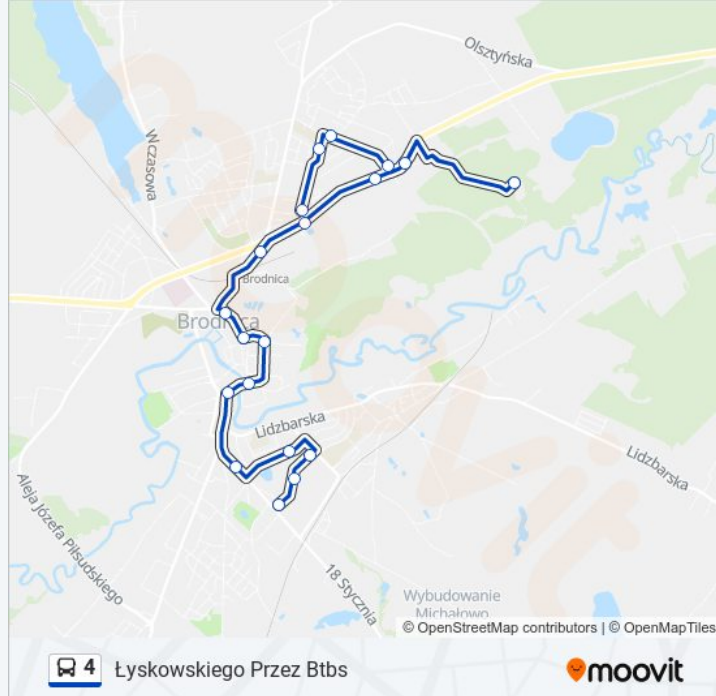 Olsztyńska
Wczasowa
Brodnica
Brodnica
Lidzbarska
Lidzbarska
Aleja Józefa Piłsudskiego
18 Stycznia
Wybudowanie
Michałowo
© OpenStreetMap contributors | © OpenMapTiles
4 Łyskowskiego Przez Btbs
moovit